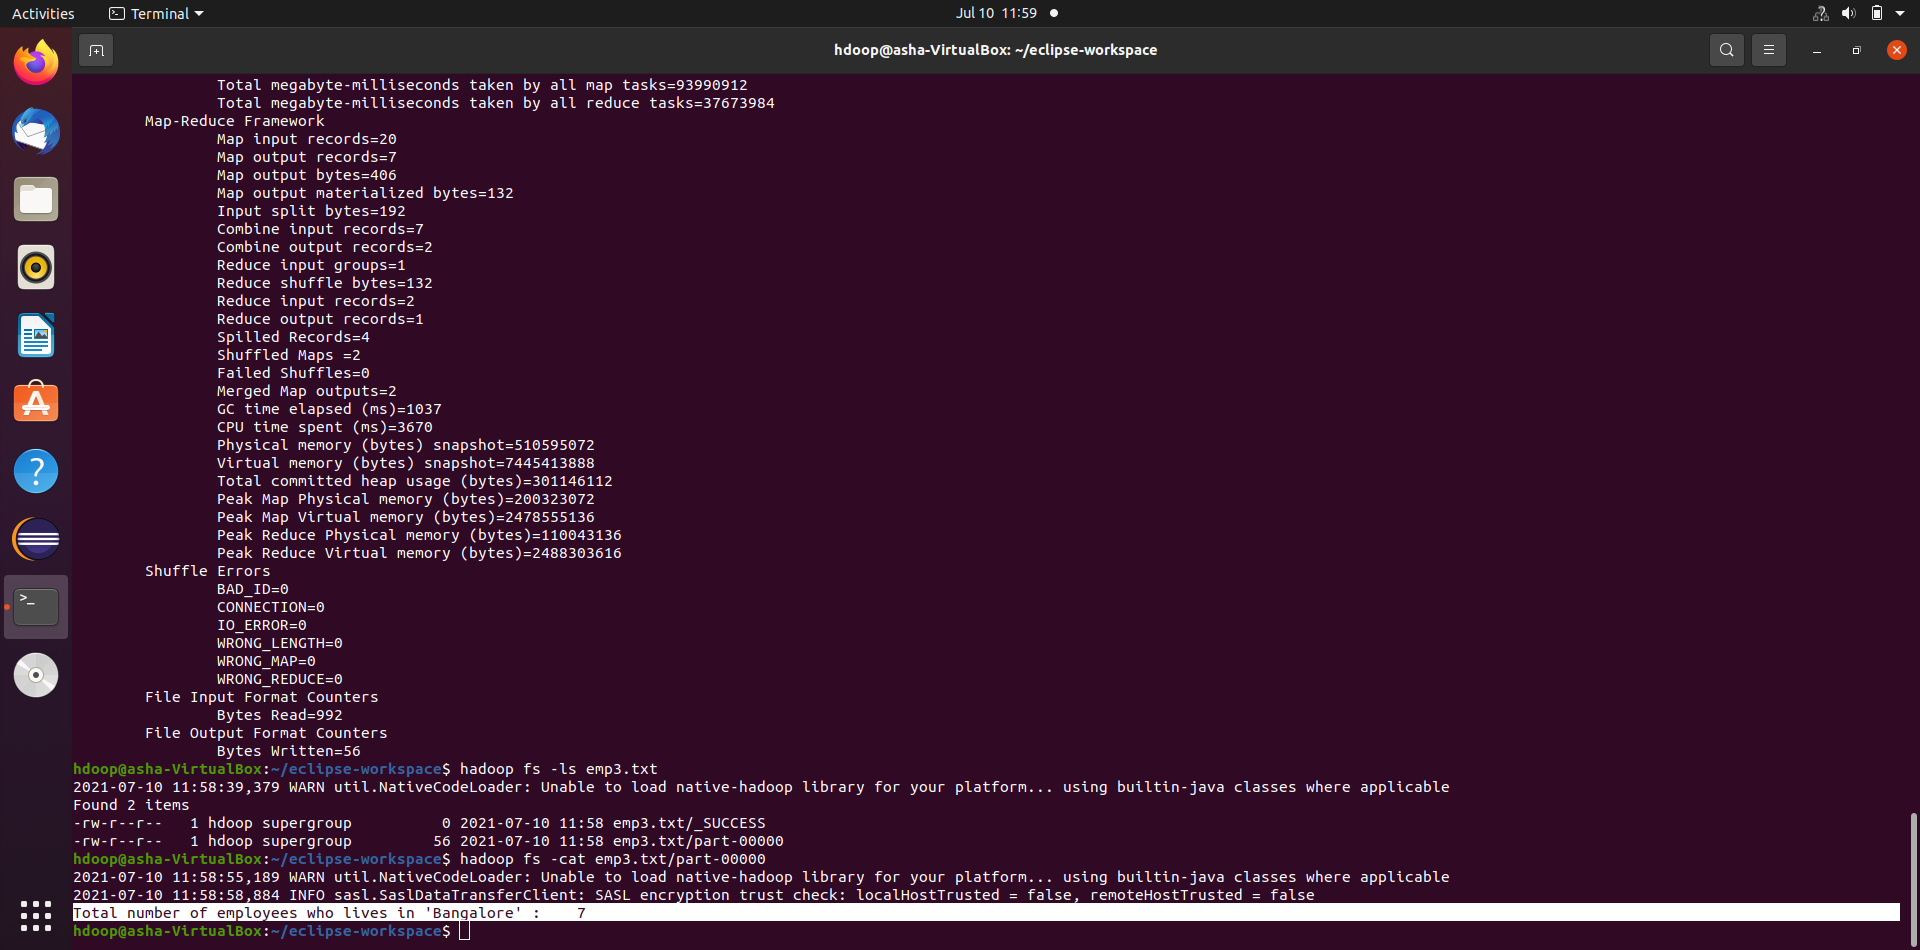 Activities Terminal Jul 10 11:59
hdoop@asha-VirtualBox: ~/eclipse-workspace
Total megabyte-milliseconds taken by all map tasks=93990912
Total megabyte-milliseconds taken by all reduce tasks=37673984
Map-Reduce Framework
Map input records=20
Map output records=7
Map output bytes=406
Map output materialized bytes=132
Input split bytes=192
Combine input records=7
Combine output records=2
Reduce input groups=1
Reduce shuffle bytes=132
Reduce input records=2
Reduce output records=1
Spilled Records=4
Shuffled Maps =2
Failed Shuffles=0
Merged Map outputs=2
GC time elapsed (ms)=1037
CPU time spent (ms)=3670
Physical memory (bytes) snapshot=510595072
Virtual memory (bytes) snapshot=7445413888
Total committed heap usage (bytes)=301146112
Peak Map Physical memory (bytes)=200323072
Peak Map Virtual memory (bytes)=2478555136
Peak Reduce Physical memory (bytes)=110043136
Peak Reduce Virtual memory (bytes)=2488303616
Shuffle Errors
BAD_ID=0
CONNECTION=0
IO_ERROR=0
WRONG_LENGTH=0
WRONG_MAP=0
WRONG_REDUCE=0
File Input Format Counters
Bytes Read=992
File Output Format Counters
Bytes Written=56
hdoop@asha-VirtualBox:~/eclipse-workspace$ hadoop fs -ls emp3.txt
2021-07-10 11:58:39,379 WARN util.NativeCodeLoader: Unable to load native-hadoop library for your platform... using builtin-java classes where applicable
Found 2 items
-rw-r--r--   1 hdoop supergroup          0 2021-07-10 11:58 emp3.txt/_SUCCESS
-rw-r--r--   1 hdoop supergroup         56 2021-07-10 11:58 emp3.txt/part-00000
hdoop@asha-VirtualBox:~/eclipse-workspace$ hadoop fs -cat emp3.txt/part-00000
2021-07-10 11:58:55,189 WARN util.NativeCodeLoader: Unable to load native-hadoop library for your platform... using builtin-java classes where applicable
2021-07-10 11:58:58,884 INFO sasl.SaslDataTransferClient: SASL encryption trust check: localHostTrusted = false, remoteHostTrusted = false
Total number of employees who lives in 'Bangalore' :    7
hdoop@asha-VirtualBox:~/eclipse-workspace$